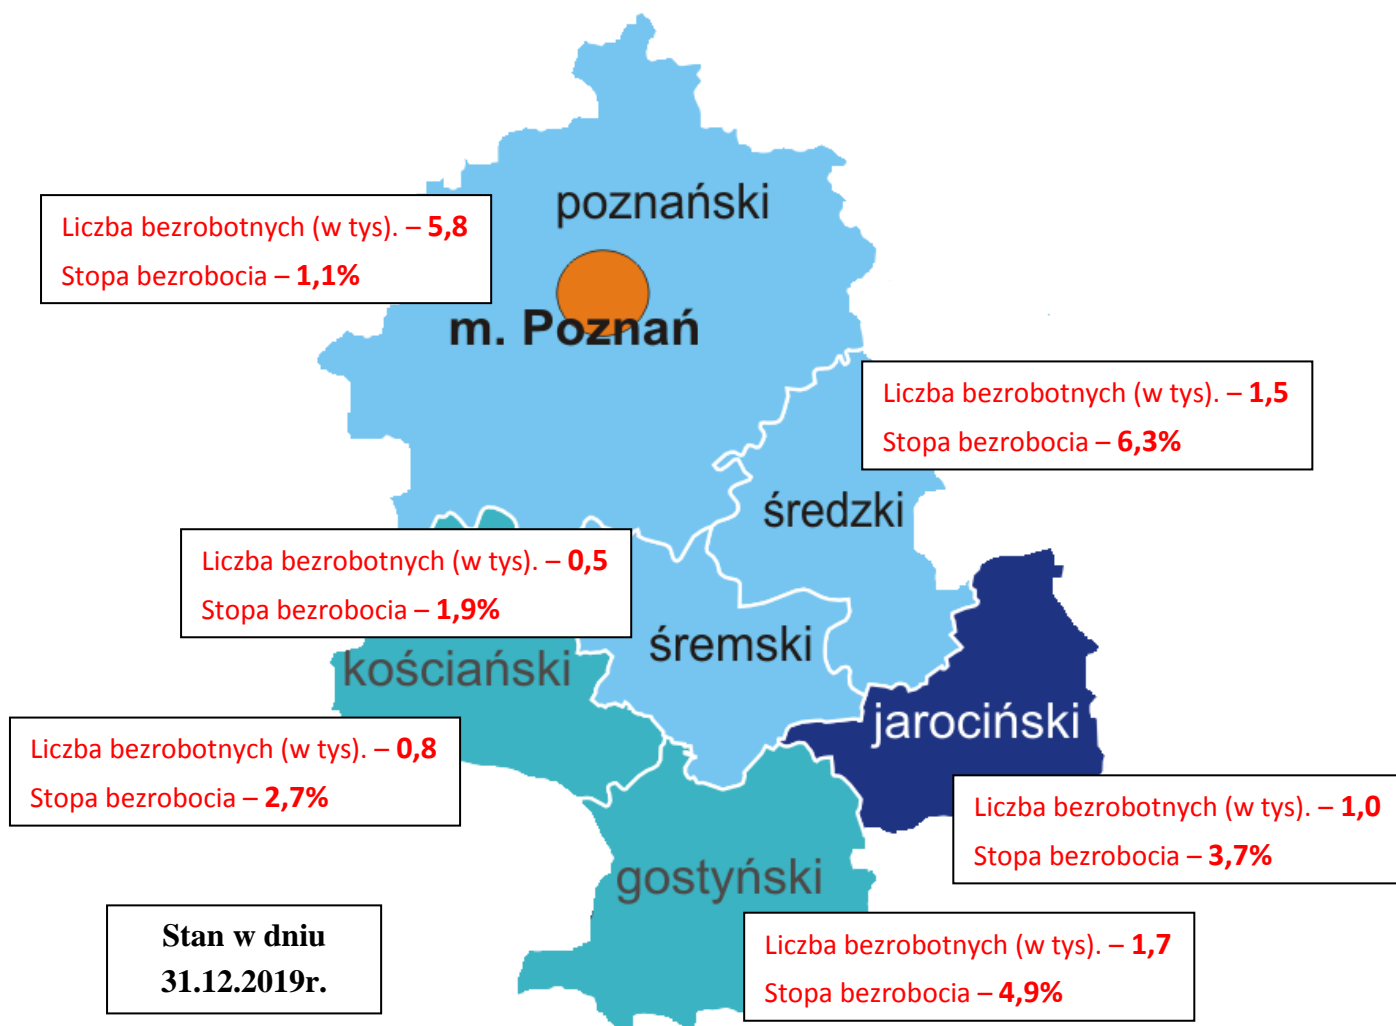 poznański
Liczba bezrobotnych (w tys). – 5,8
Stopa bezrobocia – 1,1%
m. Poznań
Liczba bezrobotnych (w tys). – 1,5
Stopa bezrobocia – 6,3%
średzki
Liczba bezrobotnych (w tys). – 0,5
Stopa bezrobocia – 1,9%
śremski
kościański
jarociński
Liczba bezrobotnych (w tys). – 0,8
Stopa bezrobocia – 2,7%
Liczba bezrobotnych (w tys). – 1,0
Stopa bezrobocia – 3,7%
gostyński
Stan w dniu
31.12.2019r.
Liczba bezrobotnych (w tys). – 1,7
Stopa bezrobocia – 4,9%